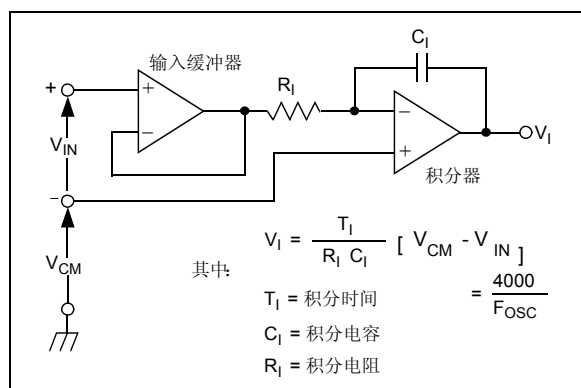 输入缓冲器
C_I
R_I
+
+
−
−
V_IN
+
V_I
−
积分器
V_CM
V_I = T_I / R_I C_I [ V_CM - V_IN ]
其中:
T_I = 积分时间 = 4000 / F_OSC
C_I = 积分电容
R_I = 积分电阻